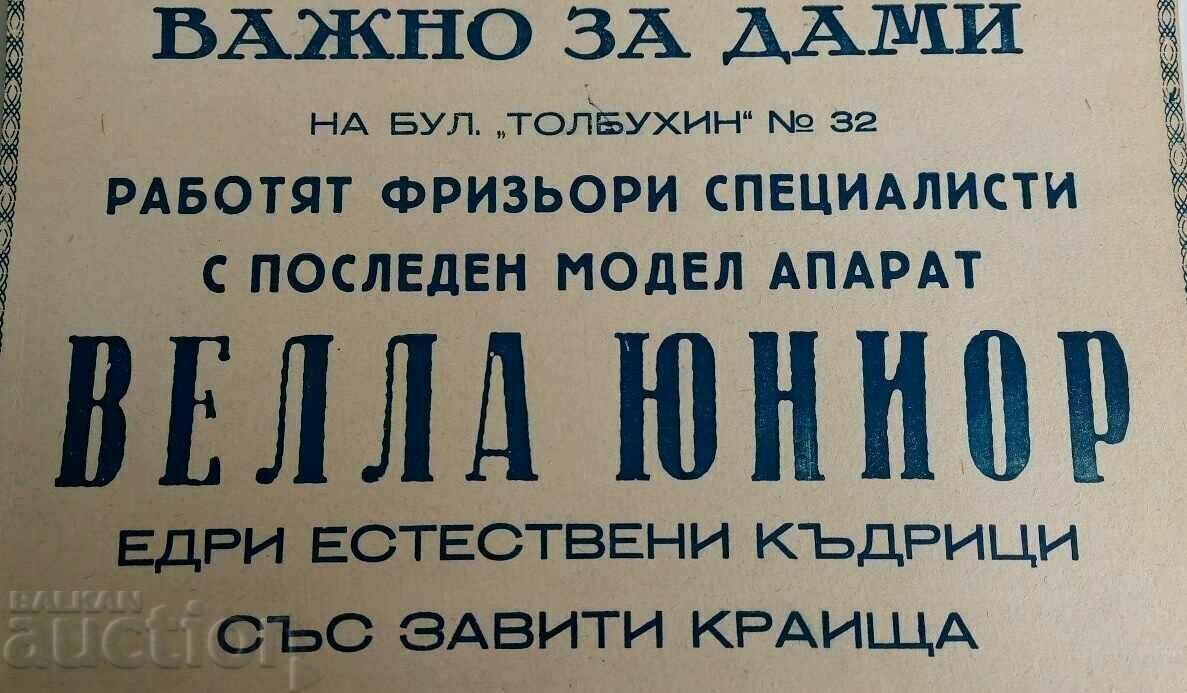 ВАЖНО ЗА ДАМИ
НА БУЛ. „ТОЛБУХИН“ № 32
РАБОТЯТ ФРИЗЬОРИ СПЕЦИАЛИСТИ
С ПОСЛЕДЕН МОДЕЛ АПАРАТ
ВЕЛЛА ЮНИОР
ЕДРИ ЕСТЕСТВЕНИ КЪДРИЦИ
СЪС ЗАВИТИ КРАИЩА
BALKAN
auction